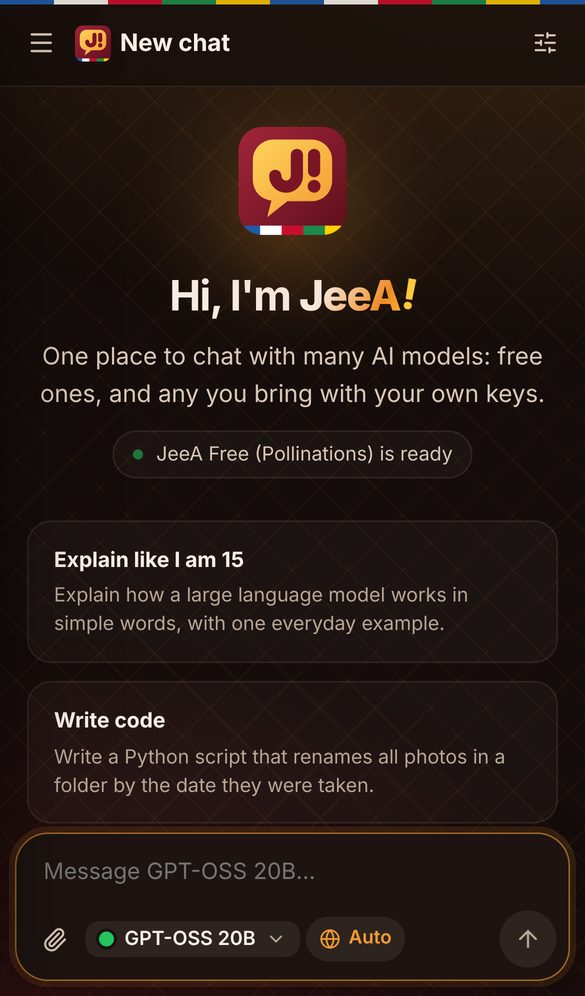 New chat
J!
Hi, I'm JeeA!
One place to chat with many AI models: free
ones, and any you bring with your own keys.
JeeA Free (Pollinations) is ready
Explain like I am 15
Explain how a large language model works in
simple words, with one everyday example.
Write code
Write a Python script that renames all photos in a
folder by the date they were taken.
Message GPT-OSS 20B...
GPT-OSS 20B
Auto